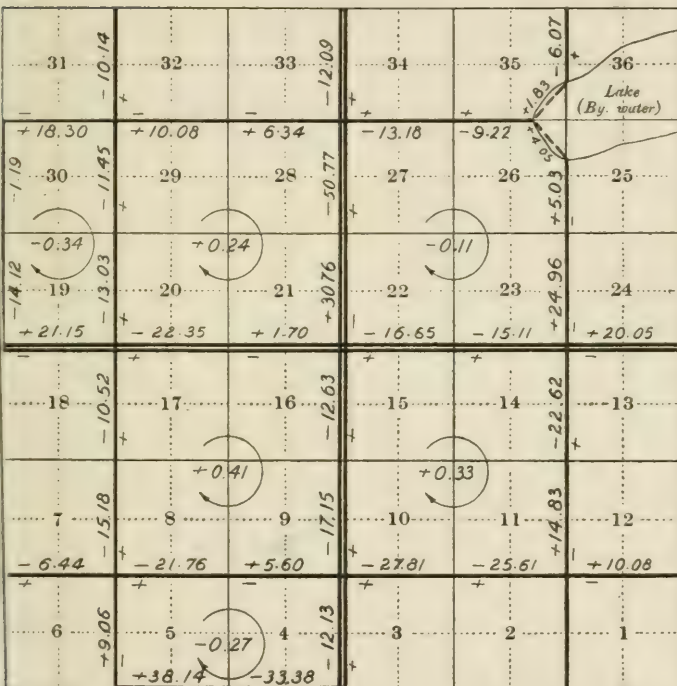 31 -10.14 32 33 -12.09 34 35 -6.07 + 36
Lake
(By. water)
+1.83
- + - + +
+18.30 +10.08 +6.34 -13.18 -9.22
+4.05
-1.19 30 -11.45 + 29 28 -50.77 + 27 26 +5.03 - 25
-0.34 +0.24 -0.11
-14.12 19 -13.03 + 20 21 +3076 - 22 23 +24.96 - 24
+21.15 -22.35 +1.70 -16.65 -15.11 +20.05
- + - + + -
18 -10.52 + 17 16 -12.63 + 15 14 -22.62 + 13
+0.41 +0.33
7 -15.18 + 8 9 -17.15 + 10 11 +14.83 - 12
-6.44 -21.76 +5.60 -27.81 -25.61 +10.08
+ + - + + -
6 +9.06 - 5 4 -12.13 + 3 2 1
-0.27
+38.14 -33.38